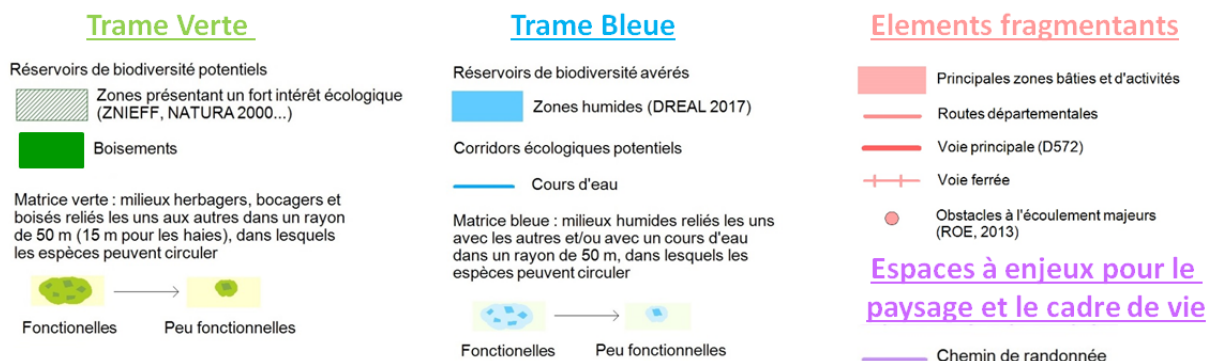 Trame Verte
Réservoirs de biodiversité potentiels
Zones présentant un fort intérêt écologique
(ZNIEFF, NATURA 2000...)
Boisements
Matrice verte : milieux herbagers, bocagers et
boisés reliés les uns aux autres dans un rayon
de 50 m (15 m pour les haies), dans lesquels
les espèces peuvent circuler
Fonctionelles
Peu fonctionnelles
Trame Bleue
Réservoirs de biodiversité avérés
Zones humides (DREAL 2017)
Corridors écologiques potentiels
Cours d'eau
Matrice bleue : milieux humides reliés les uns
avec les autres et/ou avec un cours d'eau
dans un rayon de 50 m, dans lesquels les
espèces peuvent circuler
Fonctionelles
Peu fonctionnelles
Elements fragmentants
Principales zones bâties et d'activités
Routes départementales
Voie principale (D572)
Voie ferrée
Obstacles à l'écoulement majeurs
(ROE, 2013)
Espaces à enjeux pour le
paysage et le cadre de vie
Chemin de randonnée